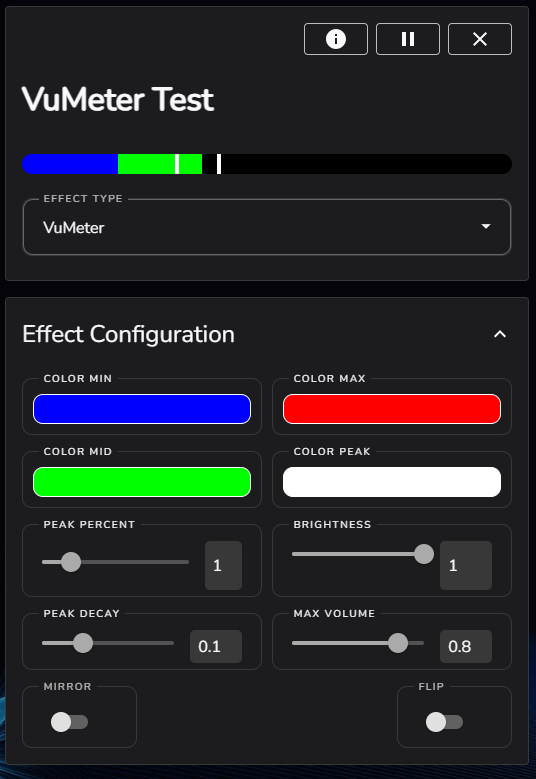 VuMeter Test
EFFECT TYPE
VuMeter
Effect Configuration
COLOR MIN
COLOR MAX
COLOR MID
COLOR PEAK
PEAK PERCENT
1
BRIGHTNESS
1
PEAK DECAY
0.1
MAX VOLUME
0.8
MIRROR
FLIP